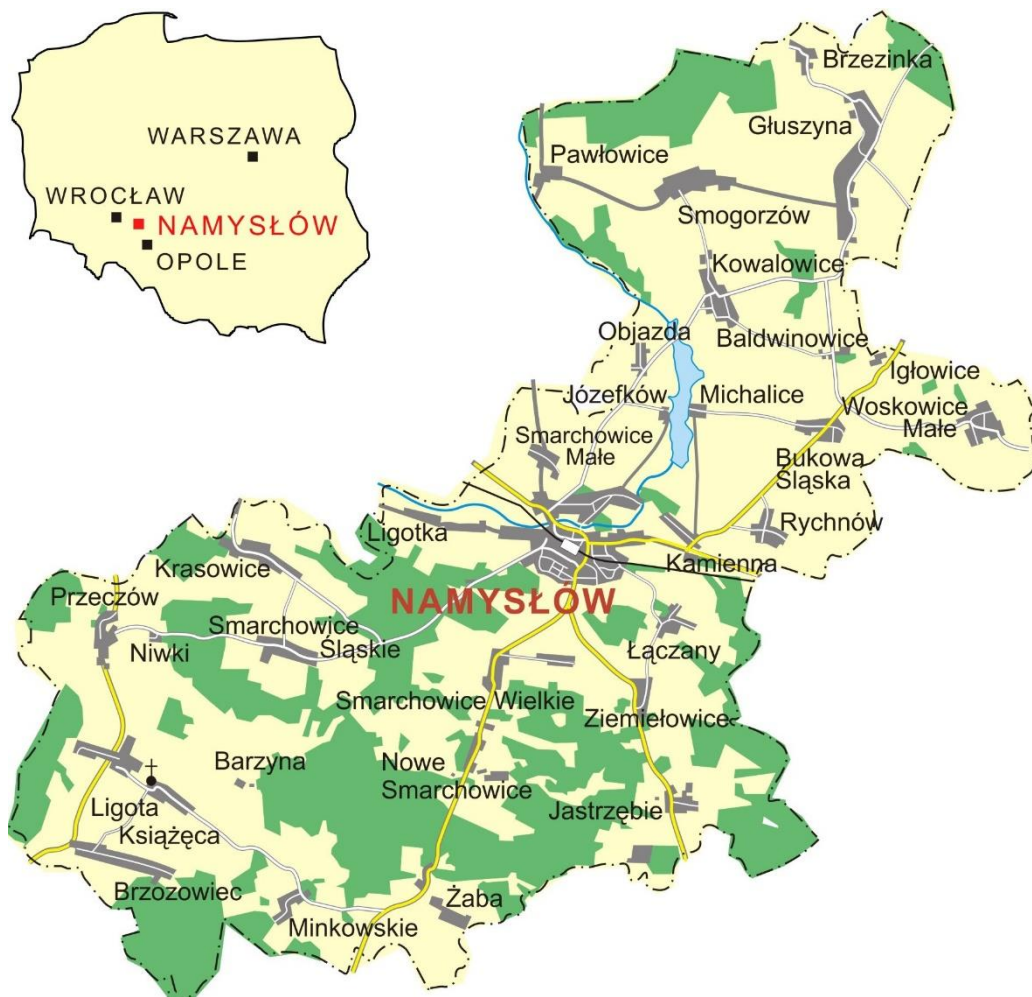 WARSZAWA
WROCŁAW
NAMYSŁÓW
OPOLE
Brzezinka
Głuszyna
Pawłowice
Smogorzów
Kowalowice
Objazda
Baldwinowice
Igłowice
Józefków
Michalice
Woskowice
Małe
Smarchowice
Małe
Bukowa
Śląska
Rychnów
Ligotka
Kamienna
Krasowice
NAMYSŁÓW
Przeczów
Smarchowice
Śląskie
Niwki
Łączany
Smarchowice Wielkie
Ziemiełowice
Barzyna
Nowe
Smarchowice
Jastrzębie
Ligota
Książęca
Brzozowiec
Żaba
Minkowskie